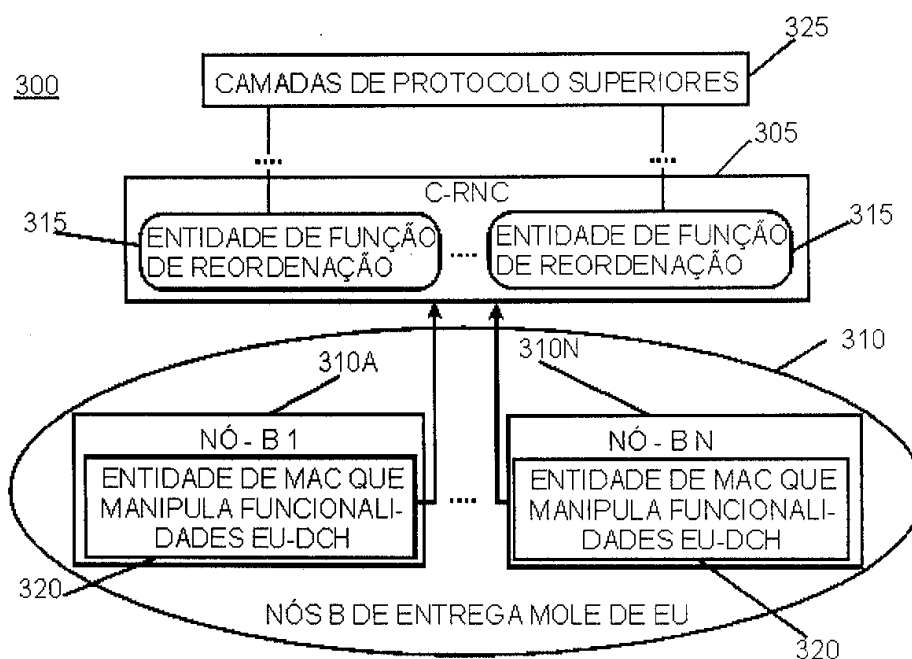 325
300
CAMADAS DE PROTOCOLO SUPERIORES
305
C-RNC
315
ENTIDADE DE FUNÇÃO
DE REORDENAÇÃO
ENTIDADE DE FUNÇÃO
DE REORDENAÇÃO
315
310A
310N
310
NÓ - B 1
ENTIDADE DE MAC QUE
MANIPULA FUNCIONALI-
DADES EU-DCH
NÓ - B N
ENTIDADE DE MAC QUE
MANIPULA FUNCIONALI-
DADES EU-DCH
320
NÓS B DE ENTREGA MOLE DE EU
320